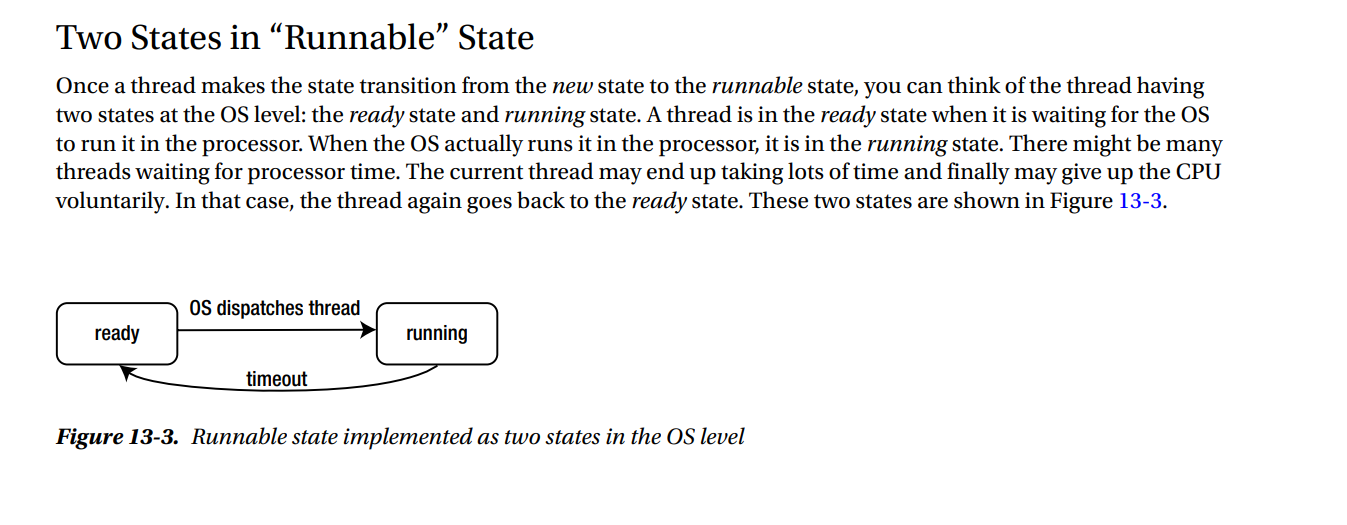 Two States in “Runnable” State
Once a thread makes the state transition from the new state to the runnable state, you can think of the thread having
two states at the OS level: the ready state and running state. A thread is in the ready state when it is waiting for the OS
to run it in the processor. When the OS actually runs it in the processor, it is in the running state. There might be many
threads waiting for processor time. The current thread may end up taking lots of time and finally may give up the CPU
voluntarily. In that case, the thread again goes back to the ready state. These two states are shown in Figure 13-3.
OS dispatches thread
ready
running
timeout
Figure 13-3. Runnable state implemented as two states in the OS level